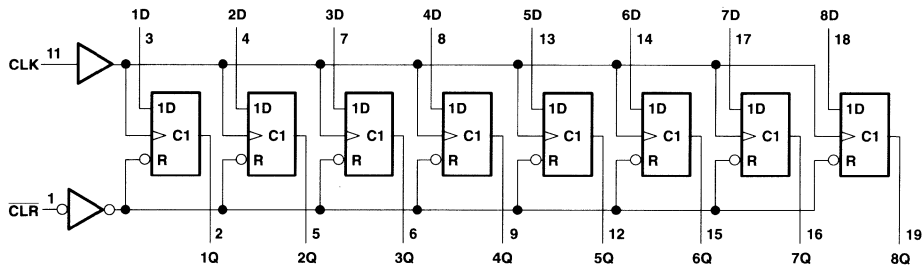 1D 2D 3D 4D 5D 6D 7D 8D
3 4 7 8 13 14 17 18
CLK 11
1D 1D 1D 1D 1D 1D 1D 1D
C1 C1 C1 C1 C1 C1 C1 C1
R R R R R R R R
CLR 1
2 5 6 9 12 15 16 19
1Q 2Q 3Q 4Q 5Q 6Q 7Q 8Q